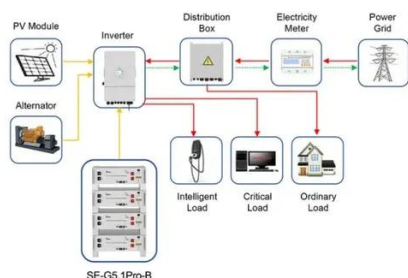 PV Module
Inverter
Distribution
Box
Electricity
Meter
Power
Grid
Alternator
Intelligent
Load
Critical
Load
Ordinary
Load
SE-G5.1Pro-B